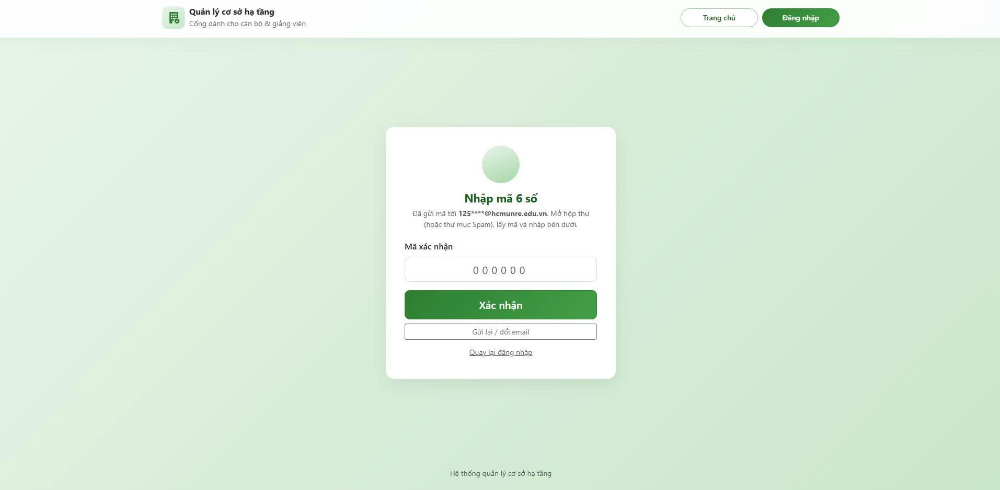 Quản lý cơ sở hạ tầng
Cổng dành cho cán bộ & giảng viên
Trang chủ
Đăng nhập
Nhập mã 6 số
Đã gửi mã tới 125****@hcmunre.edu.vn. Mở hộp thư
(hoặc thư mục Spam), lấy mã và nhập bên dưới.
Mã xác nhận
000000
Xác nhận
Gửi lại / đổi email
Quay lại đăng nhập
Hệ thống quản lý cơ sở hạ tầng